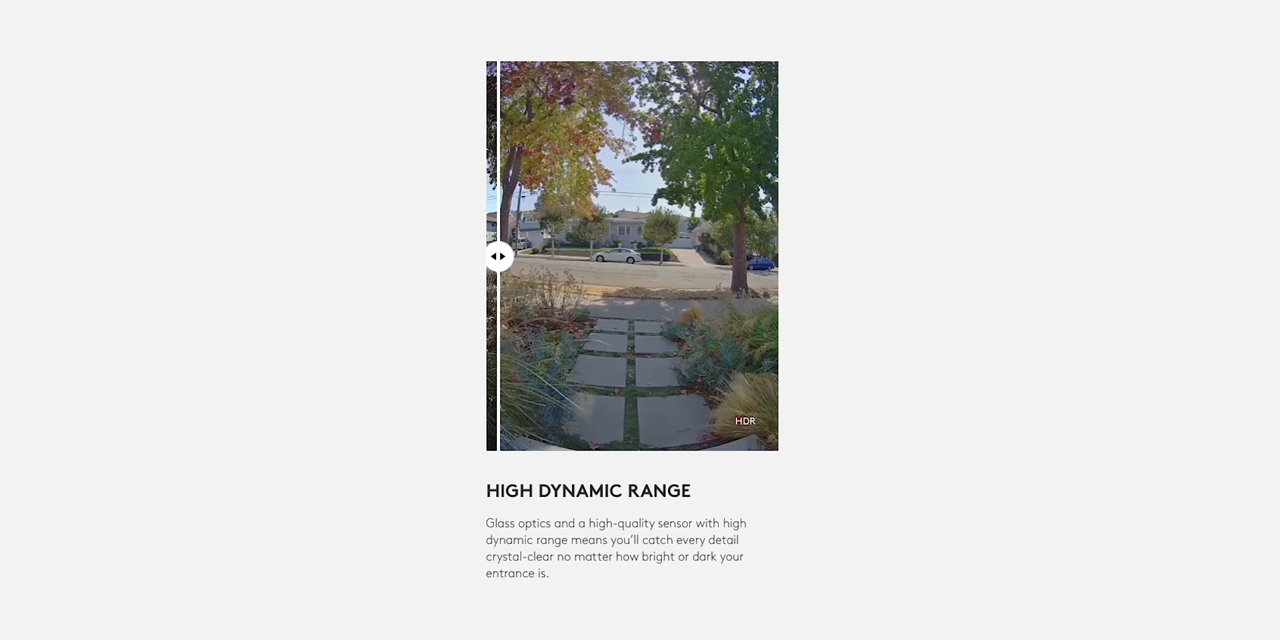 HDR
HIGH DYNAMIC RANGE
Glass optics and a high-quality sensor with high
dynamic range means you’ll catch every detail
crystal-clear no matter how bright or dark your
entrance is.